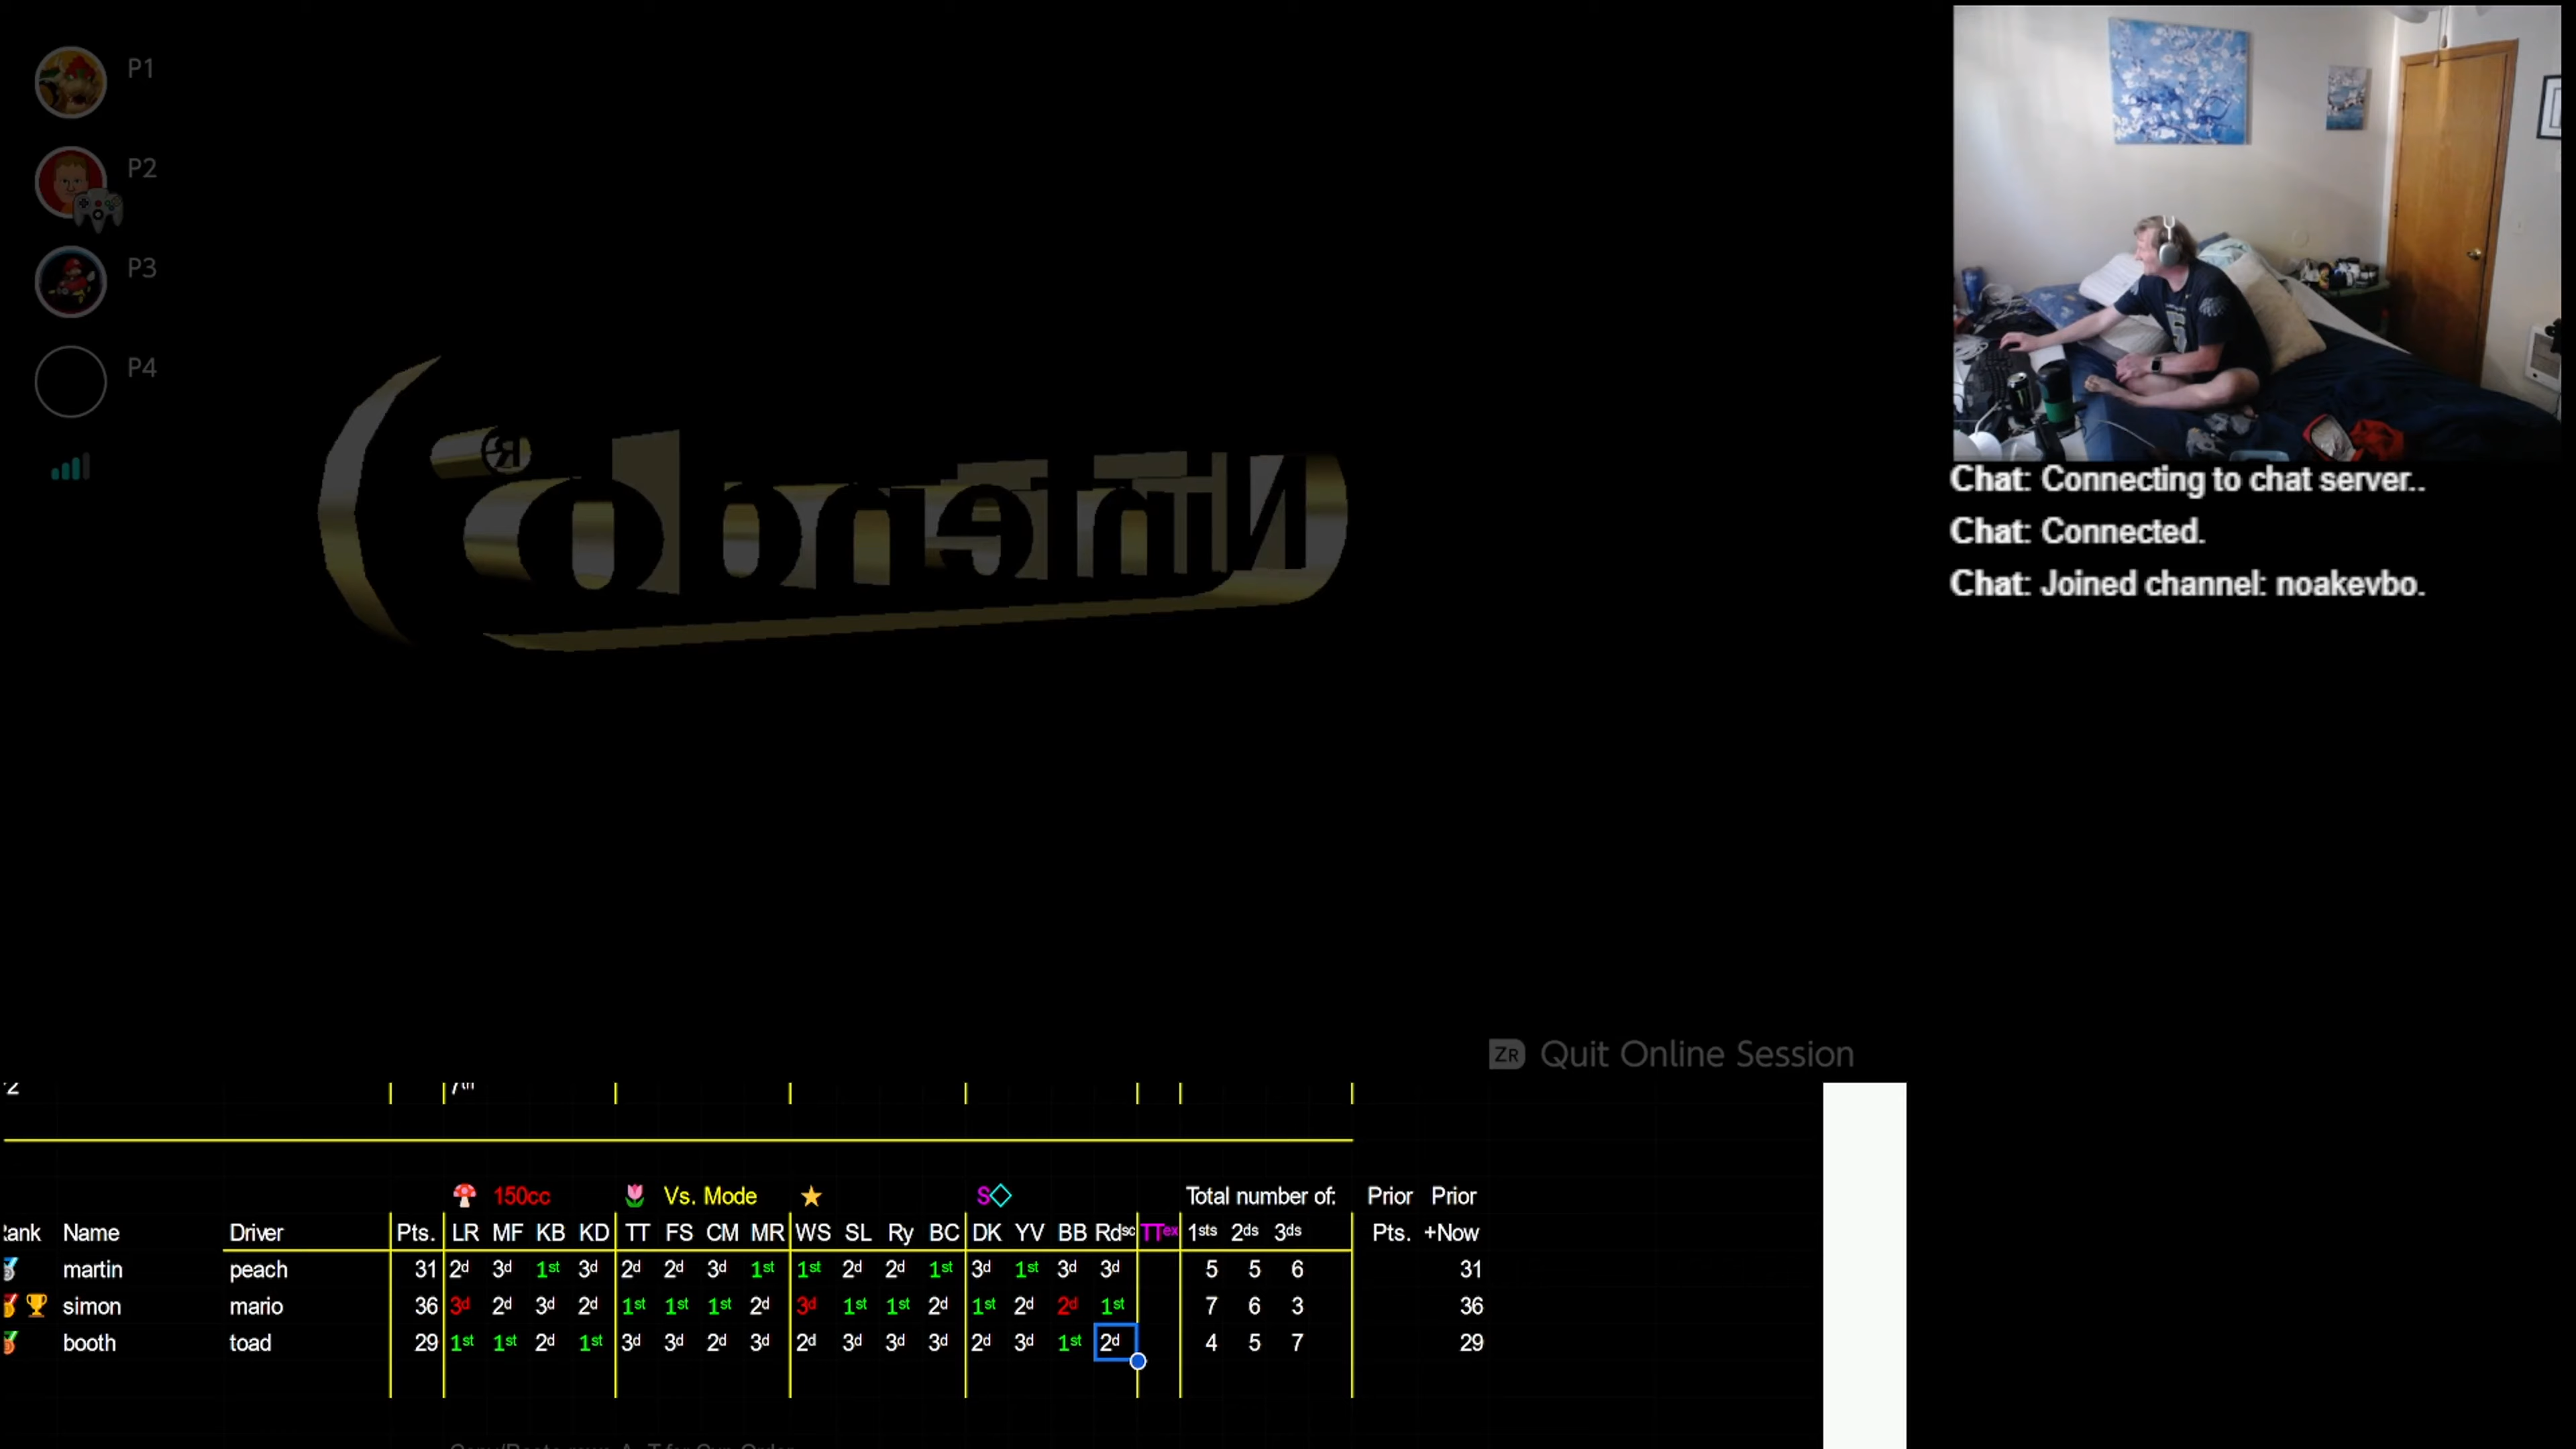 P1
P2
P3
P4
Nintendo®
Chat: Connecting to chat server..
Chat: Connected.
Chat: Joined channel: noakevbo.
ZR Quit Online Session
150cc Vs. Mode S Total number of: Prior Prior
Name Driver Pts. LR MF KB KD TT FS CM MR WS SL Ry BC DK YV BB Rdsc TTex 1sts 2ds 3ds Pts. +Now
martin peach 31 2d 3d 1st 3d 2d 2d 3d 1st 1st 2d 2d 1st 3d 1st 3d 3d 5 5 6 31
simon mario 36 3d 2d 3d 2d 1st 1st 1st 2d 3d 1st 1st 2d 1st 2d 2d 1st 7 6 3 36
booth toad 29 1st 1st 2d 1st 3d 3d 2d 3d 2d 3d 3d 3d 2d 3d 1st 2d 4 5 7 29